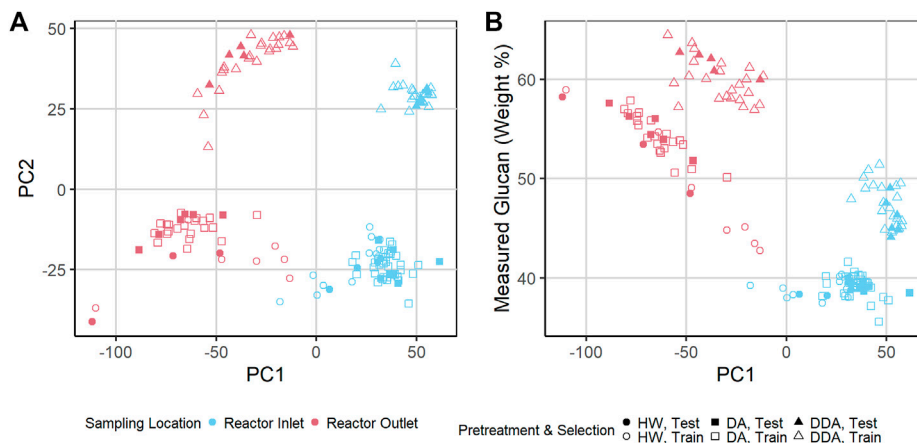 A
50
25
0
-25
PC2
-100
-50
0
50
PC1
B
60
50
40
Measured Glucan (Weight %)
-100
-50
0
50
PC1
Sampling Location
Reactor Inlet
Reactor Outlet
Pretreatment & Selection
HW, Test
DA, Test
DDA, Test
HW, Train
DA, Train
DDA, Train